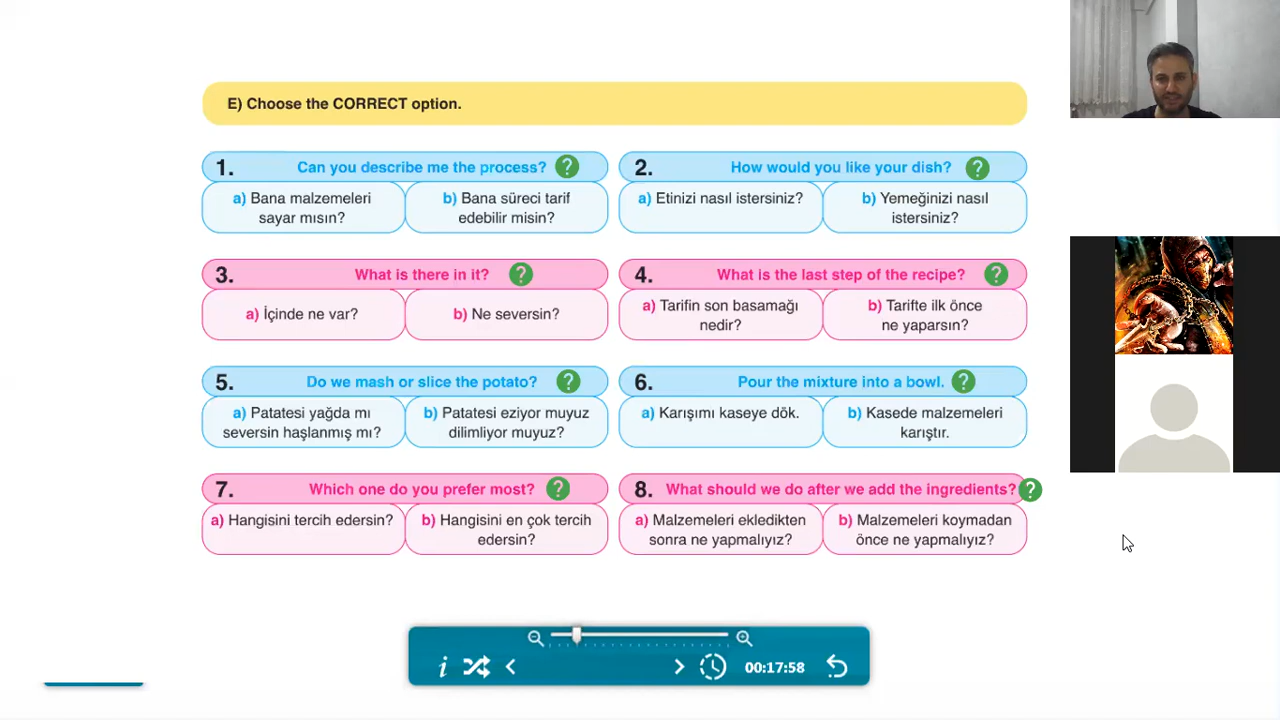 E) Choose the CORRECT option.
1. Can you describe me the process? ?
a) Bana malzemeleri
sayar mısın?
b) Bana süreci tarif
edebilir misin?
2. How would you like your dish? ?
a) Etinizi nasıl istersiniz?
b) Yemeğinizi nasıl
istersiniz?
3. What is there in it? ?
a) İçinde ne var?
b) Ne seversin?
4. What is the last step of the recipe? ?
a) Tarifin son basamağı
nedir?
b) Tarifte ilk önce
ne yaparsın?
5. Do we mash or slice the potato? ?
a) Patatesi yağda mı
seversin haşlanmış mı?
b) Patatesi eziyor muyuz
dilimliyor muyuz?
6. Pour the mixture into a bowl. ?
a) Karışımı kaseye dök.
b) Kasede malzemeleri
karıştır.
7. Which one do you prefer most? ?
a) Hangisini tercih edersin?
b) Hangisini en çok tercih
edersin?
8. What should we do after we add the ingredients? ?
a) Malzemeleri ekledikten
sonra ne yapmalıyız?
b) Malzemeleri koymadan
önce ne yapmalıyız?
i
00:17:58